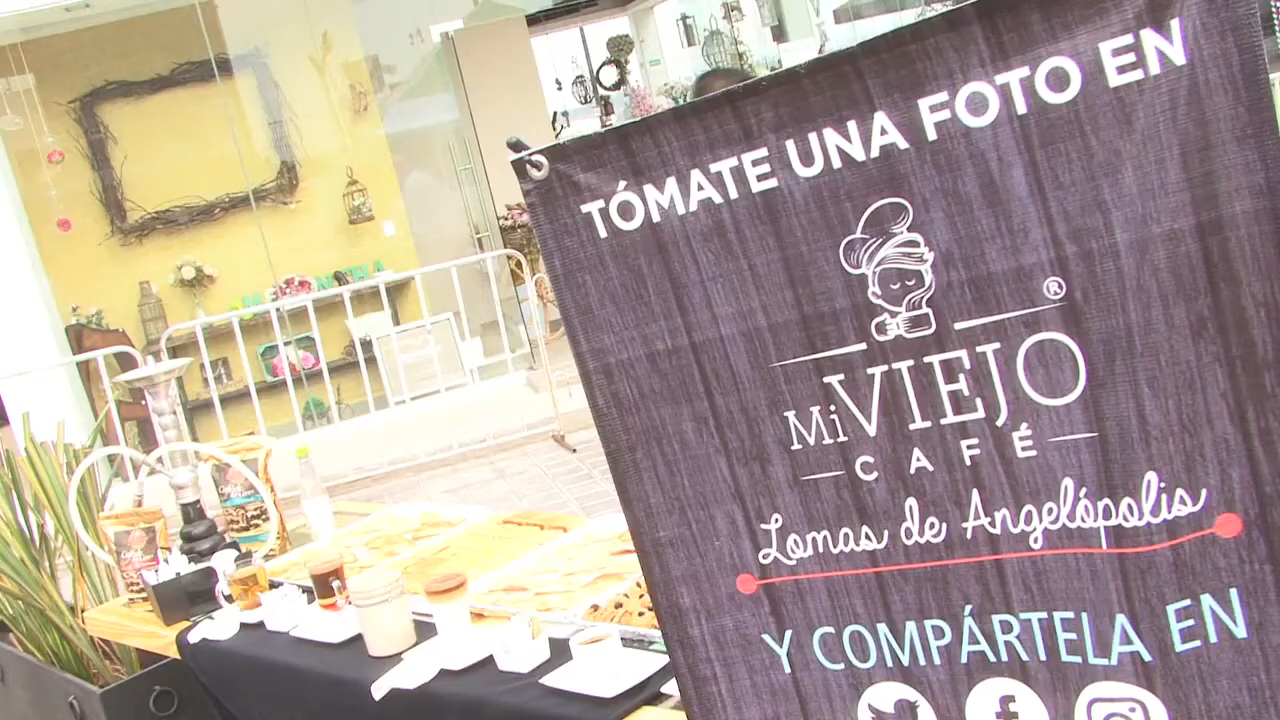 TÓMATE UNA FOTO EN
®
Mi VIEJO
CAFÉ
Lomas de Angelópolis
Y COMPÁRTELA EN